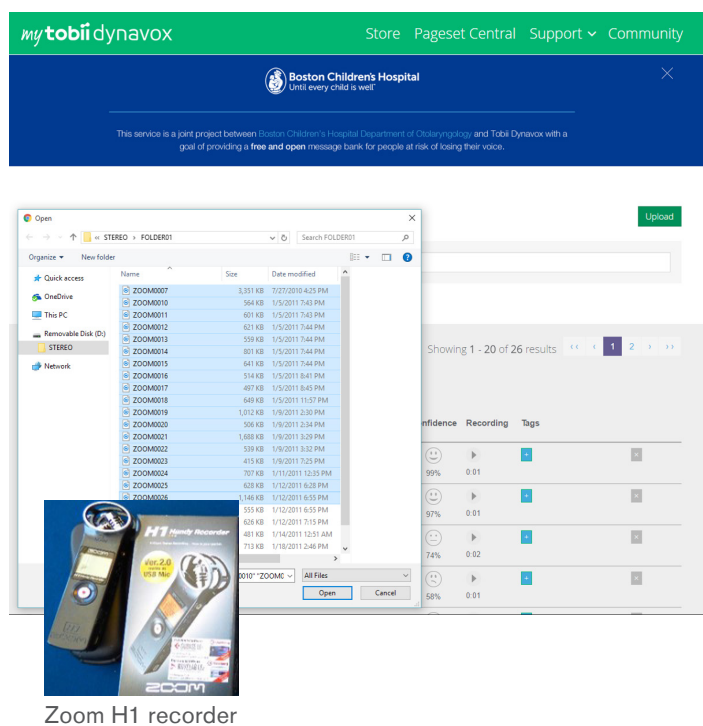 my tobii dynavox
Store Pageset Central Support Community
Boston Children's Hospital
Until every child is well™
This service is a joint project between Boston Children's Hospital Department of Otolaryngology and Tobii Dynavox with a
goal of providing a free and open message bank for people at risk of losing their voice.
Upload
Open
« STEREO › FOLDER01
Search FOLDER01
Organize New folder
Name Size Date modified
Quick access
OneDrive
This PC
Removable Disk (D:)
STEREO
Network
ZOOM0007 3,351 KB 7/27/2010 4:25 PM
ZOOM0010 564 KB 1/5/2011 7:43 PM
ZOOM0011 601 KB 1/5/2011 7:43 PM
ZOOM0012 621 KB 1/5/2011 7:44 PM
ZOOM0013 559 KB 1/5/2011 7:44 PM
ZOOM0014 801 KB 1/5/2011 7:44 PM
ZOOM0015 641 KB 1/5/2011 7:44 PM
ZOOM0016 514 KB 1/5/2011 8:41 PM
ZOOM0017 497 KB 1/5/2011 8:45 PM
ZOOM0018 649 KB 1/5/2011 11:57 PM
ZOOM0019 1,012 KB 1/9/2011 2:30 PM
ZOOM0020 506 KB 1/9/2011 2:34 PM
ZOOM0021 1,688 KB 1/9/2011 3:29 PM
ZOOM0022 539 KB 1/9/2011 3:32 PM
ZOOM0023 415 KB 1/9/2011 7:25 PM
ZOOM0024 707 KB 1/11/2011 12:35 PM
ZOOM0025 628 KB 1/12/2011 6:28 PM
ZOOM0026 1,146 KB 1/12/2011 6:55 PM
555 KB 1/12/2011 6:55 PM
626 KB 1/12/2011 7:15 PM
481 KB 1/14/2011 12:51 AM
713 KB 1/18/2011 2:46 PM
0010" "ZOOM0 All Files
Open Cancel
Showing 1 - 20 of 26 results ‹‹ ‹ 1 2 › ››
nfidence Recording Tags
99% 0:01
97% 0:01
74% 0:02
58% 0:01
H1 Handy Recorder
Ver.2.0
USB Mic
ZOOM
Zoom H1 recorder